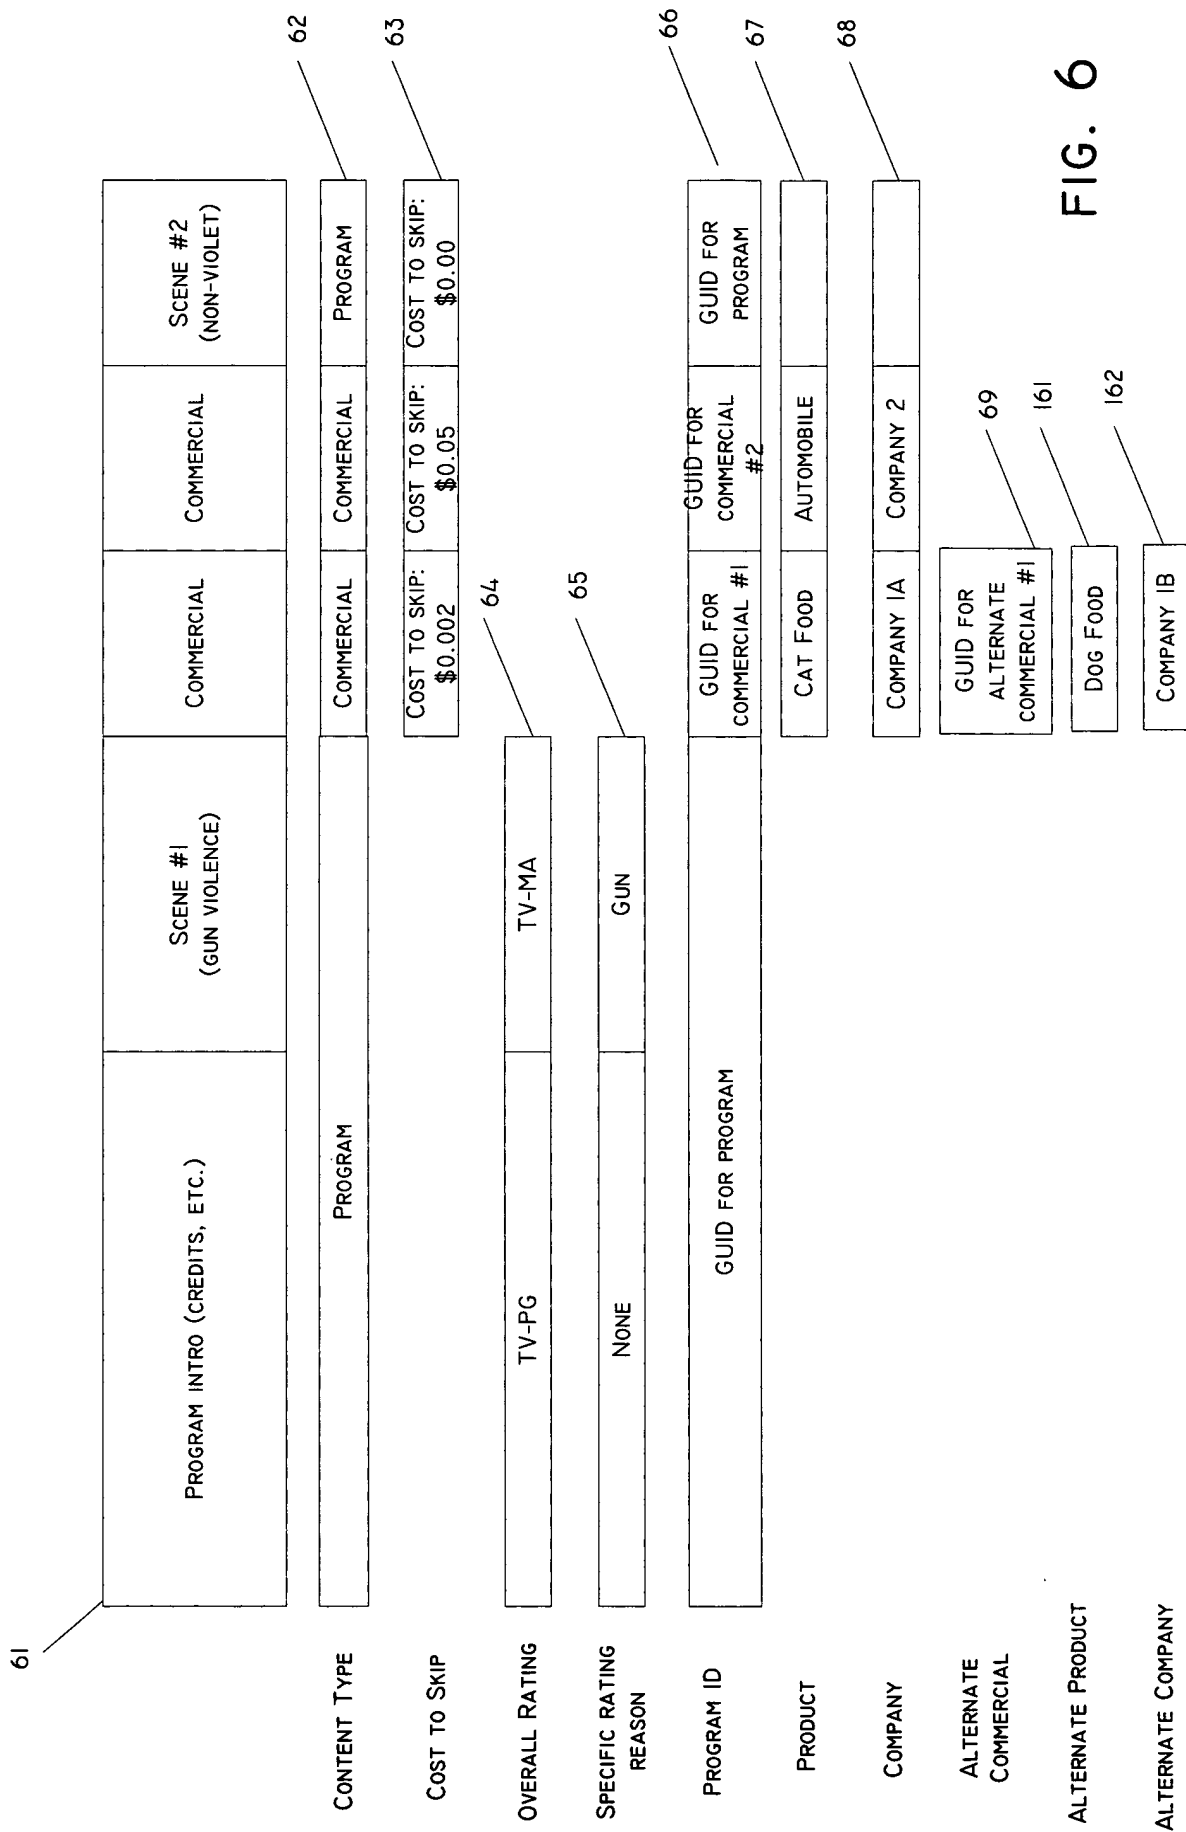 61
PROGRAM INTRO (CREDITS, ETC.)
SCENE #1
(GUN VIOLENCE)
COMMERCIAL
COMMERCIAL
SCENE #2
(NON-VIOLET)
62
CONTENT TYPE
PROGRAM
COMMERCIAL
COMMERCIAL
PROGRAM
63
COST TO SKIP
COST TO SKIP:
$0.002
COST TO SKIP:
$0.05
COST TO SKIP:
$0.00
64
OVERALL RATING
TV-PG
TV-MA
65
SPECIFIC RATING
REASON
NONE
GUN
66
PROGRAM ID
GUID FOR PROGRAM
GUID FOR
COMMERCIAL #1
GUID FOR
COMMERCIAL
#2
GUID FOR
PROGRAM
67
PRODUCT
CAT FOOD
AUTOMOBILE
68
COMPANY
COMPANY 1A
COMPANY 2
69
ALTERNATE
COMMERCIAL
GUID FOR
ALTERNATE
COMMERCIAL #1
161
ALTERNATE PRODUCT
DOG FOOD
162
ALTERNATE COMPANY
COMPANY 1B
FIG. 6